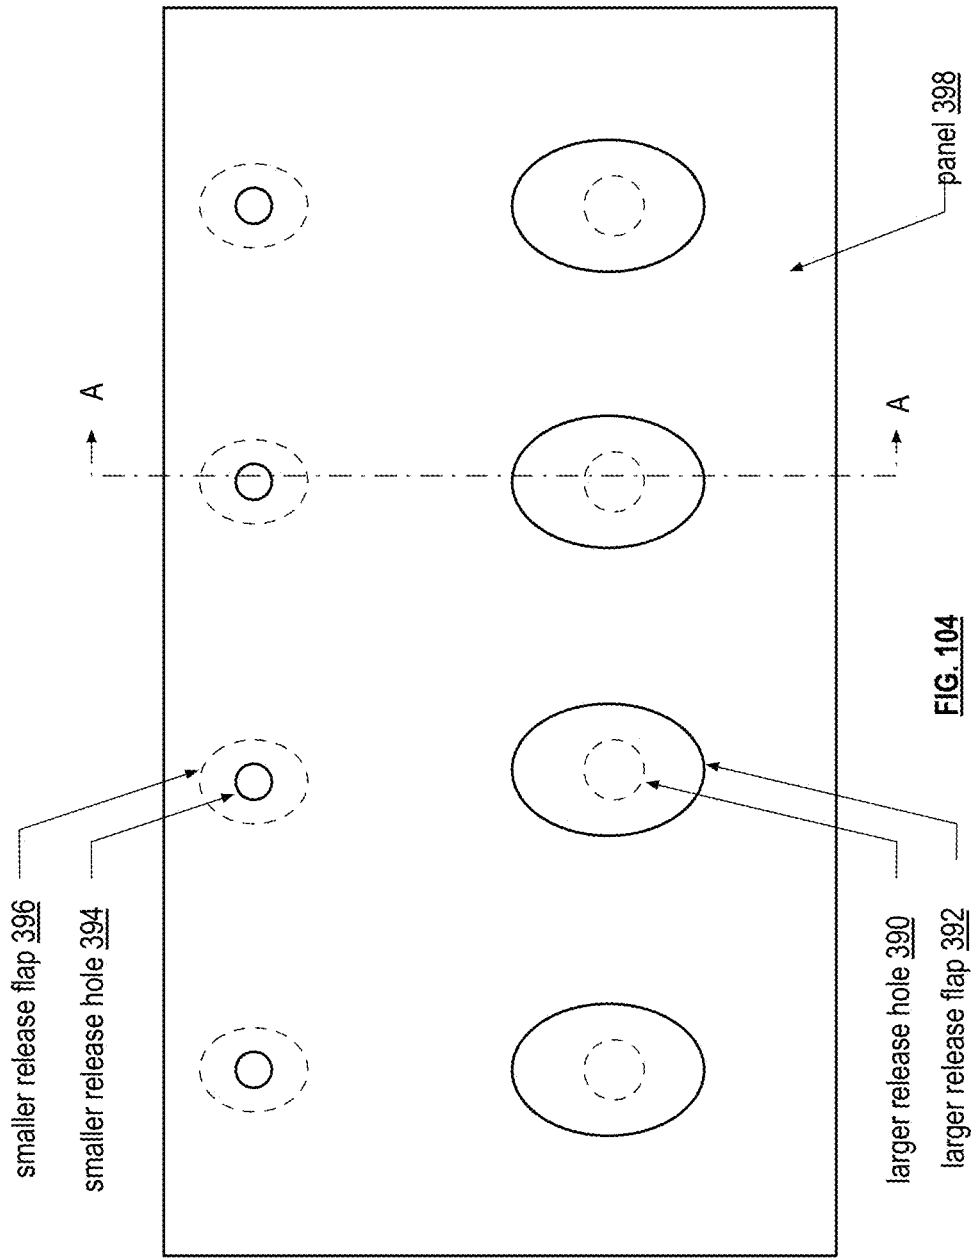 smaller release flap 396
smaller release hole 394
A
A
panel 398
larger release hole 390
larger release flap 392
FIG. 104